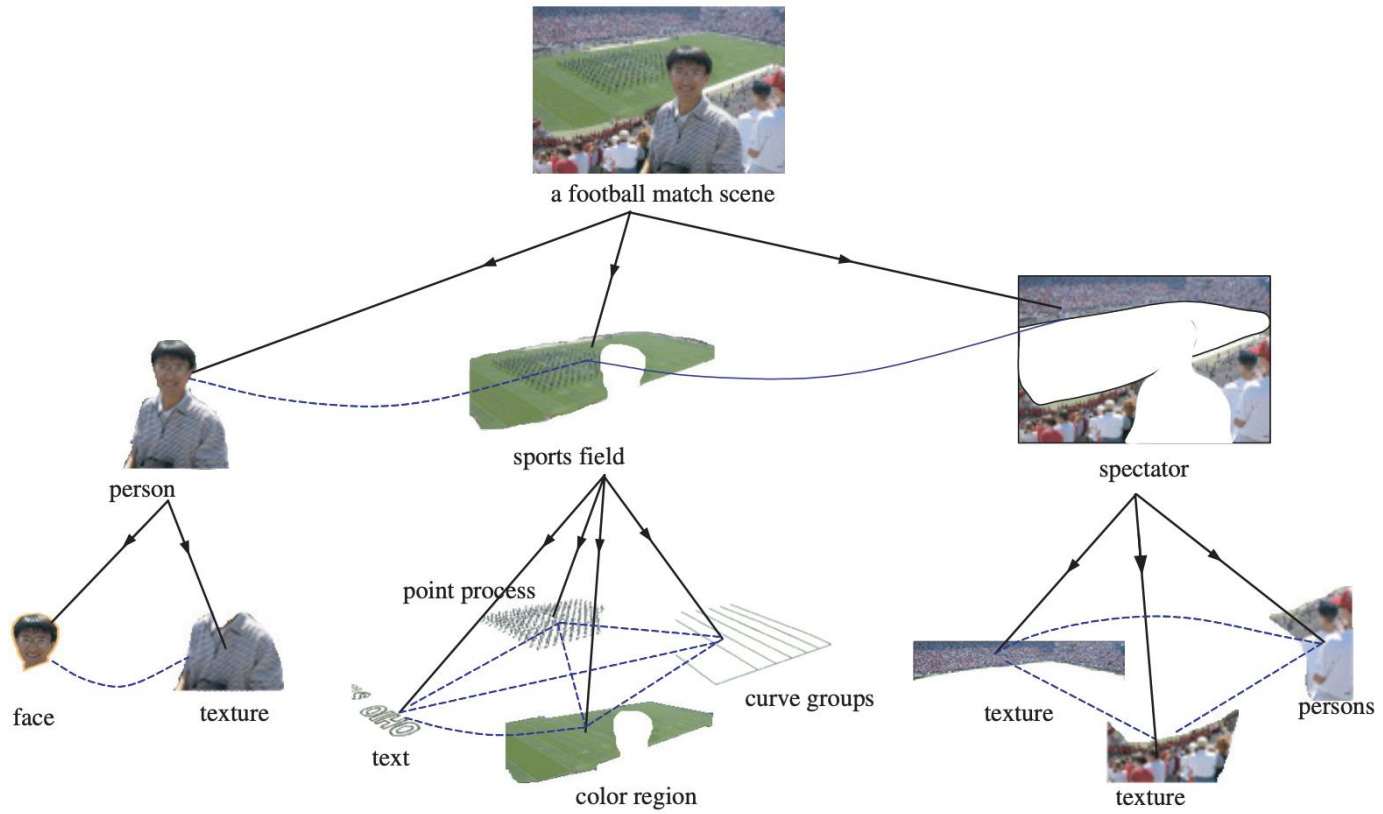 a football match scene
sports field
spectator
person
point process
face
texture
text
curve groups
color region
texture
persons
texture
OHIO